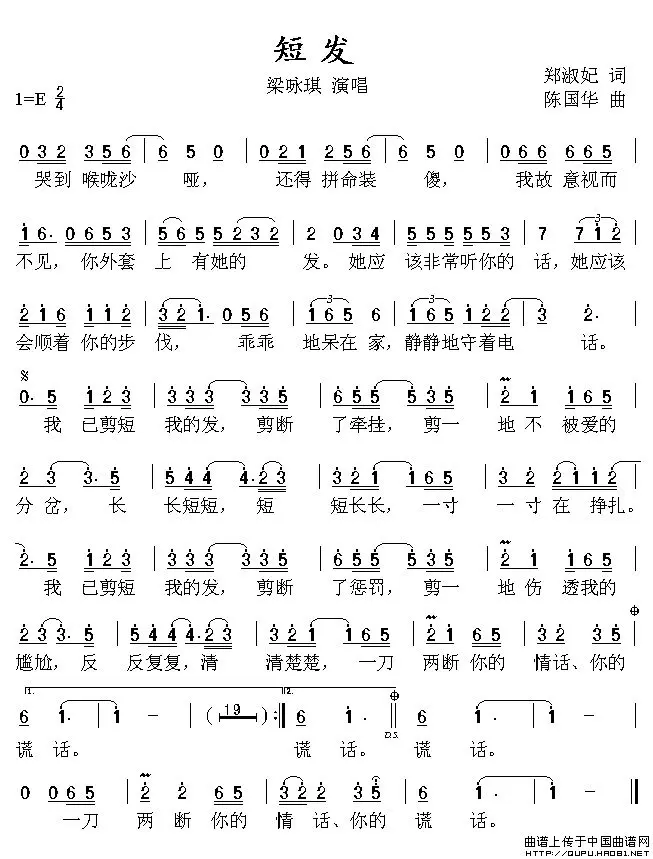 短发
梁咏琪 演唱
郑淑妃 词
1=E 2/4
陈国华 曲
0 3 2 3 5 6 | 6 5 0 | 0 2 1 2 5 6 | 6 5 0 | 0 6 6 6 6 5
哭到 喉咙沙 哑， 还得 拼命装 傻， 我故 意视而
1 6. 0 6 5 3 | 5 6 5 5 2 3 2 | 2 0 3 4 | 5 5 5 5 5 3 | 7 7 1 2
不见， 你外套 上 有她的 发。她应 该非常听你的 话，她应该
2 1 6 1 1 6 | 3 2 1. 0 5 6 | 1 6 5 6 | 1 6 5 1 2 1 2 | 3 2.
会顺着 你的步 伐， 乖乖 地呆在 家，静静地守着电 话。
0. 5 1 2 3 | 3 3 3 3 3 5 | 6 5 5 3 2 1 | 2 1 1 6 5
我 已剪短 我的发，剪断 了牵挂，剪一 地不 被爱的
2 3 3. 5 | 5 4 4 4. 2 3 | 3 2 1 1 6 5 | 3 2 2 1 1 2
分 岔，长 长短短，短 短长长，一寸 一寸在 挣扎。
2. 5 1 2 3 | 3 3 3 3 3 5 | 6 5 5 3 2 1 | 2 1 1 6 5
我 已剪短 我的发，剪断 了惩罚，剪一 地伤 透我的
2 3 3. 5 | 5 4 4 4. 2 3 | 3 2 1 1 6 5 | 2 1 6 5 | 3 2 1 6 5
尴尬，反 反复复，清 清楚楚，一刀 两断你的 情话、你的
1. 2.
6 1. | 1 1 – | ( 19 ) :| 6 1. || 6 1. | 1 – |
D.S.
谎 话。 谎 话。 谎 话。
0 0 6 5 | 2 2 6 5 | 3 2 2 1 6 5 | 6 1. | 1 – | 1 – ||
一刀 两 断 你的 情 话、你的 谎 话。
曲谱上传于中国曲谱网
HTTP://QUPU.HAO81.NET